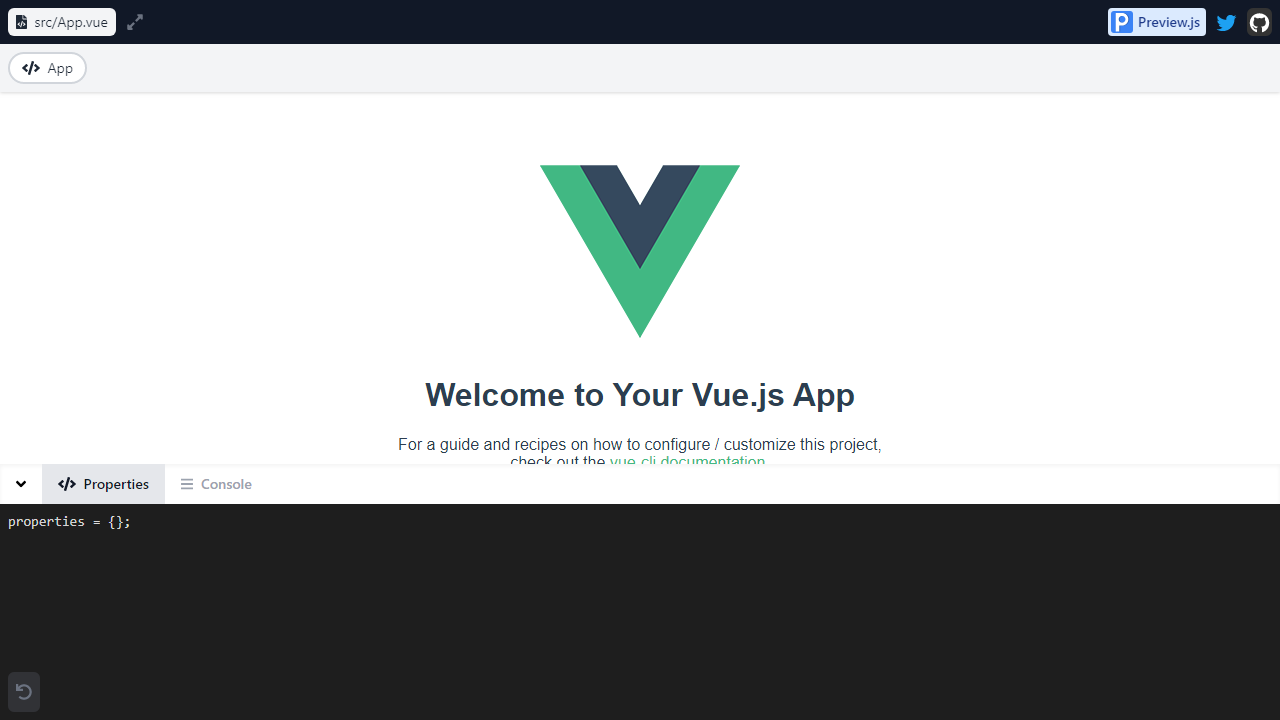 src/App.vue
Preview.js
App
Welcome to Your Vue.js App
For a guide and recipes on how to configure / customize this project,
check out the vue-cli documentation
Properties
Console
properties = {};